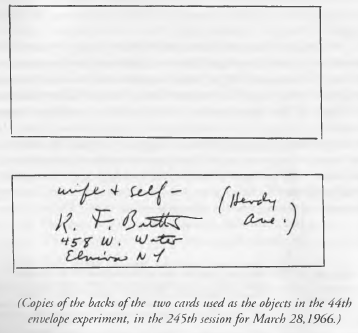 wife + self -
(Hendy
R. F. Butts
ave.)
458 W. Water
Elmira N Y
(Copies of the backs of the two cards used as the objects in the 44th
envelope experiment, in the 245th session for March 28, 1966.)